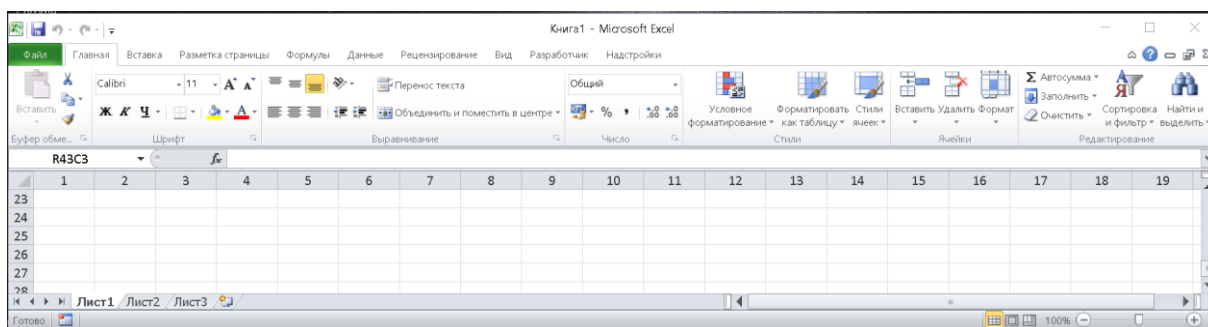 Книга1 - Microsoft Excel
Файл Главная Вставка Разметка страницы Формулы Данные Рецензирование Вид Разработчик Надстройки
Calibri 11 A A Перенос текста Общий Σ Автосумма
Вставить Ж К Ч А Объединить и поместить в центре % Условное форматирование Форматировать как таблицу Стили ячеек Вставить Удалить Формат Заполнить Очистить Сортировка и фильтр Найти и выделить
Буфер обме... Шрифт Выравнивание Число Стили Ячейки Редактирование
R43C3 fx
1 2 3 4 5 6 7 8 9 10 11 12 13 14 15 16 17 18 19
23
24
25
26
27
28
Лист1 Лист2 Лист3
Готово 100%